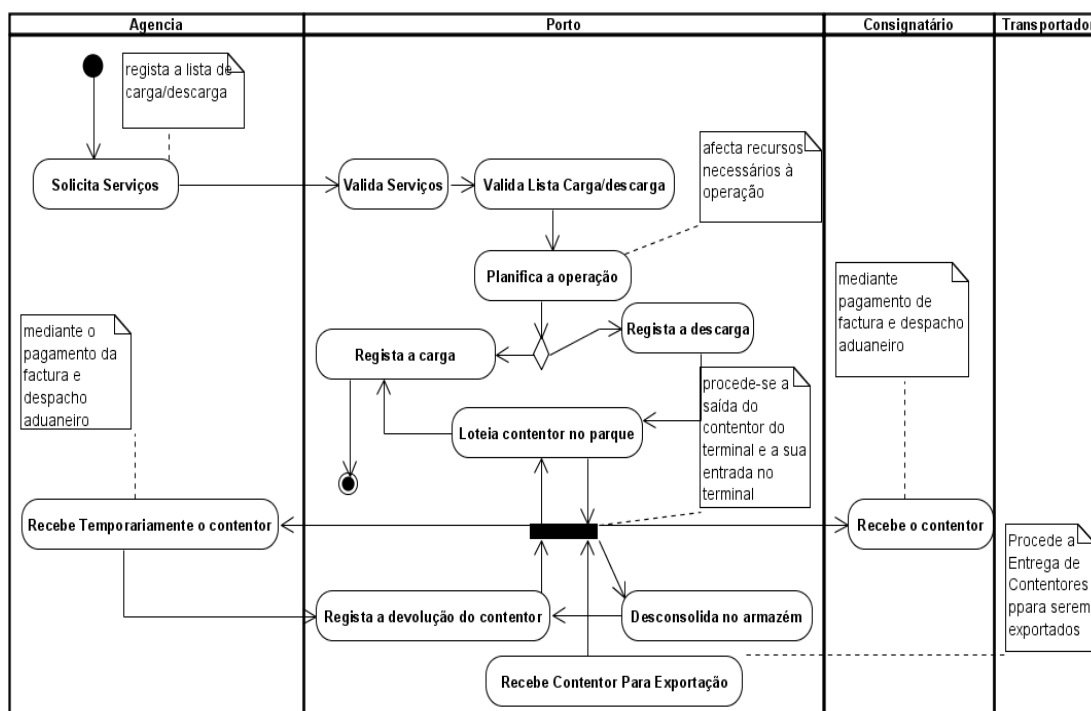 Agencia
Porto
Consignatário
Transportador
regista a lista de
carga/descarga
afecta recursos
necessários à
operação
Solicita Serviços
Valida Serviços
Valida Lista Carga/descarga
Planifica a operação
mediante
pagamento de
factura e despacho
aduaneiro
mediante o
pagamento da
factura e
despacho
aduaneiro
Regista a carga
Regista a descarga
procede-se a
saída do
contentor do
terminal e a sua
entrada no
terminal
Loteia contentor no parque
Recebe Temporariamente o contentor
Recebe o contentor
Procede a
Entrega de
Contentores
ppara serem
exportados
Regista a devolução do contentor
Desconsolida no armazém
Recebe Contentor Para Exportação